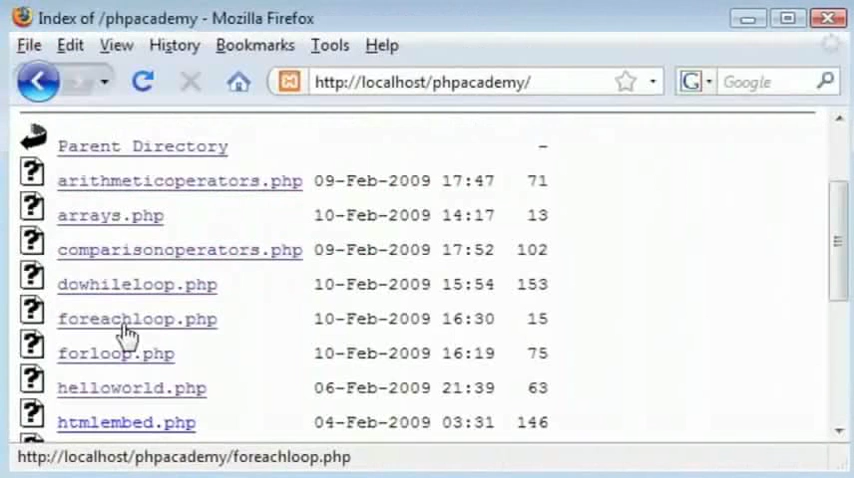 Index of /phpacademy - Mozilla Firefox
File Edit View History Bookmarks Tools Help
http://localhost/phpacademy/ G Google
Parent Directory -
? arithmeticoperators.php 09-Feb-2009 17:47 71
? arrays.php 10-Feb-2009 14:17 13
? comparisonoperators.php 09-Feb-2009 17:52 102
? dowhileloop.php 10-Feb-2009 15:54 153
? foreachloop.php 10-Feb-2009 16:30 15
? forloop.php 10-Feb-2009 16:19 75
? helloworld.php 06-Feb-2009 21:39 63
? htmlembed.php 04-Feb-2009 03:31 146
http://localhost/phpacademy/foreachloop.php